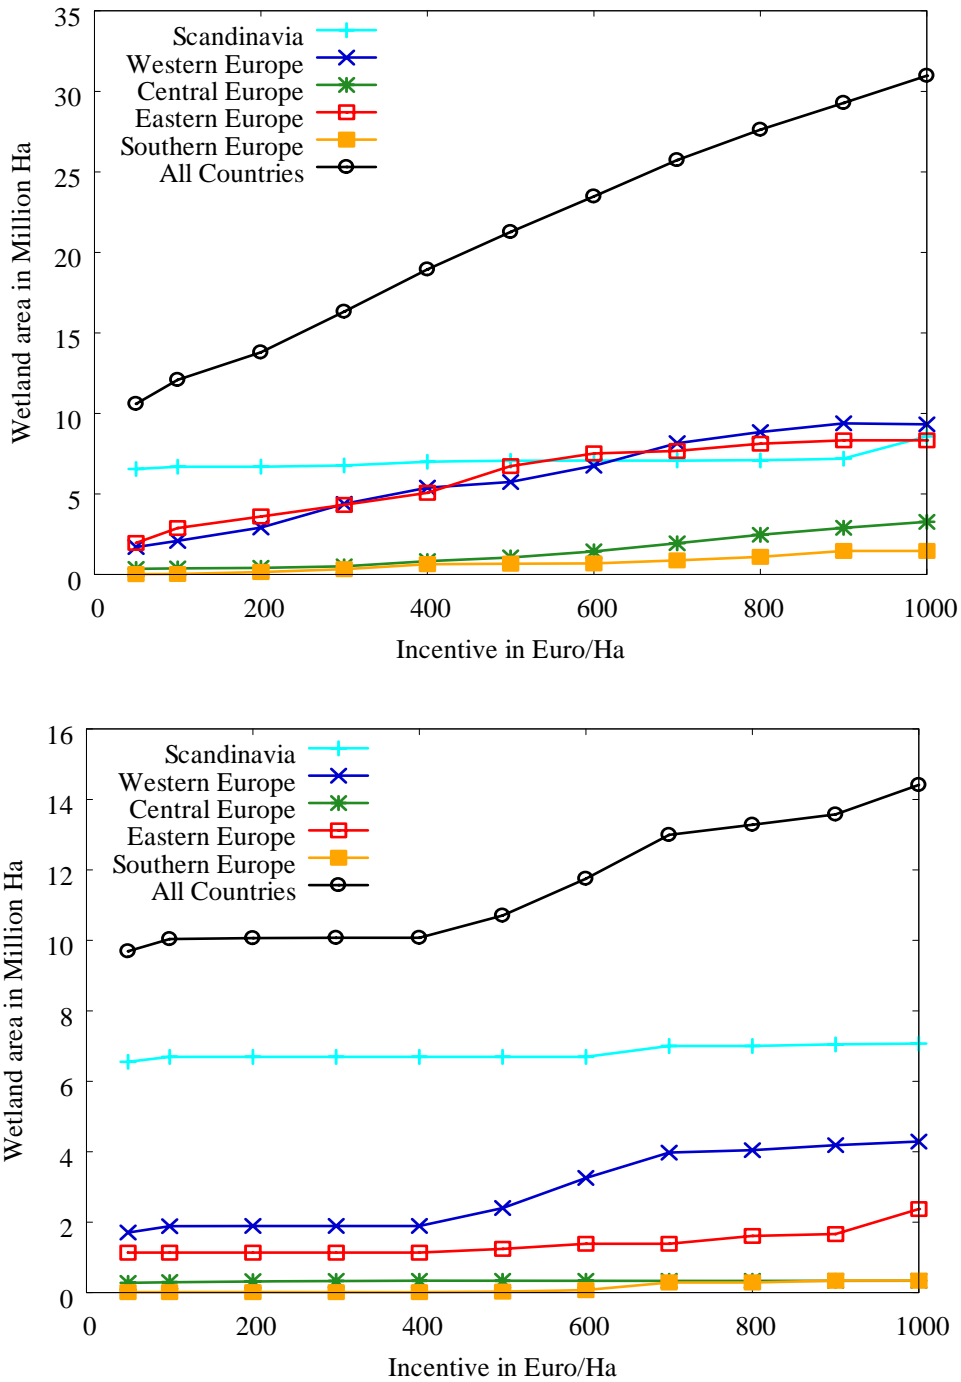 35
30
25
20
15
10
5
0
Wetland area in Million Ha
Scandinavia
Western Europe
Central Europe
Eastern Europe
Southern Europe
All Countries
0 200 400 600 800 1000
Incentive in Euro/Ha
16
14
12
10
8
6
4
2
0
Wetland area in Million Ha
Scandinavia
Western Europe
Central Europe
Eastern Europe
Southern Europe
All Countries
0 200 400 600 800 1000
Incentive in Euro/Ha